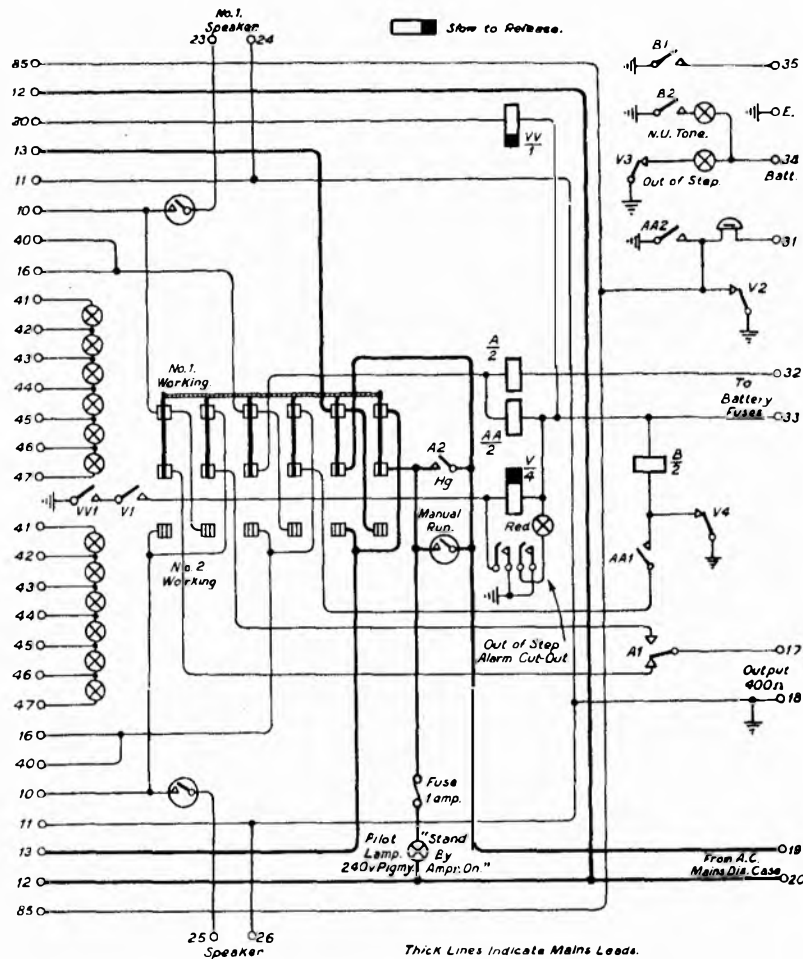 No.1.
Speaker.
23 24
Slow to Release.
85
12
20
13
11
10
40
16
41
42
43
44
45
46
47
VV
1
B1
35
B2
E.
N.U. Tone.
V3
34
Out of Step.
Batt.
AA2
31
V2
No.1.
Working.
A
2
32
To
Battery
Fuses
33
AA
2
A2
Hg
B
2
V
4
Manual
Run.
Red
V4
VV1 V1
41
42
43
44
45
46
47
No. 2
Working
AA1
Out of Step
Alarm Cut-Out
A1
17
Output
400Ω
18
16
40
10
11
13
12
85
Fuse
1 amp.
Pilot
Lamp.
240v Pigmy.
"Stand
By
Ampr. On."
19
From A.C.
Mains Dis. Case
20
25 26
Speaker
Thick Lines Indicate Mains Leads.